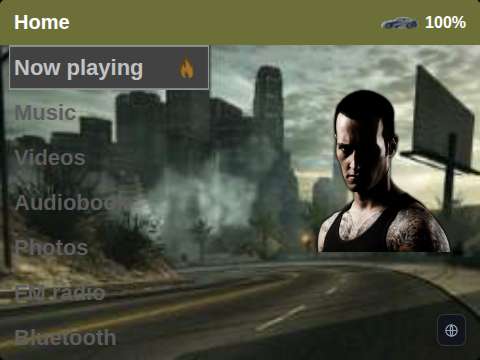 Home
100%
Now playing
Music
Videos
Audiobooks
Photos
FM radio
Bluetooth